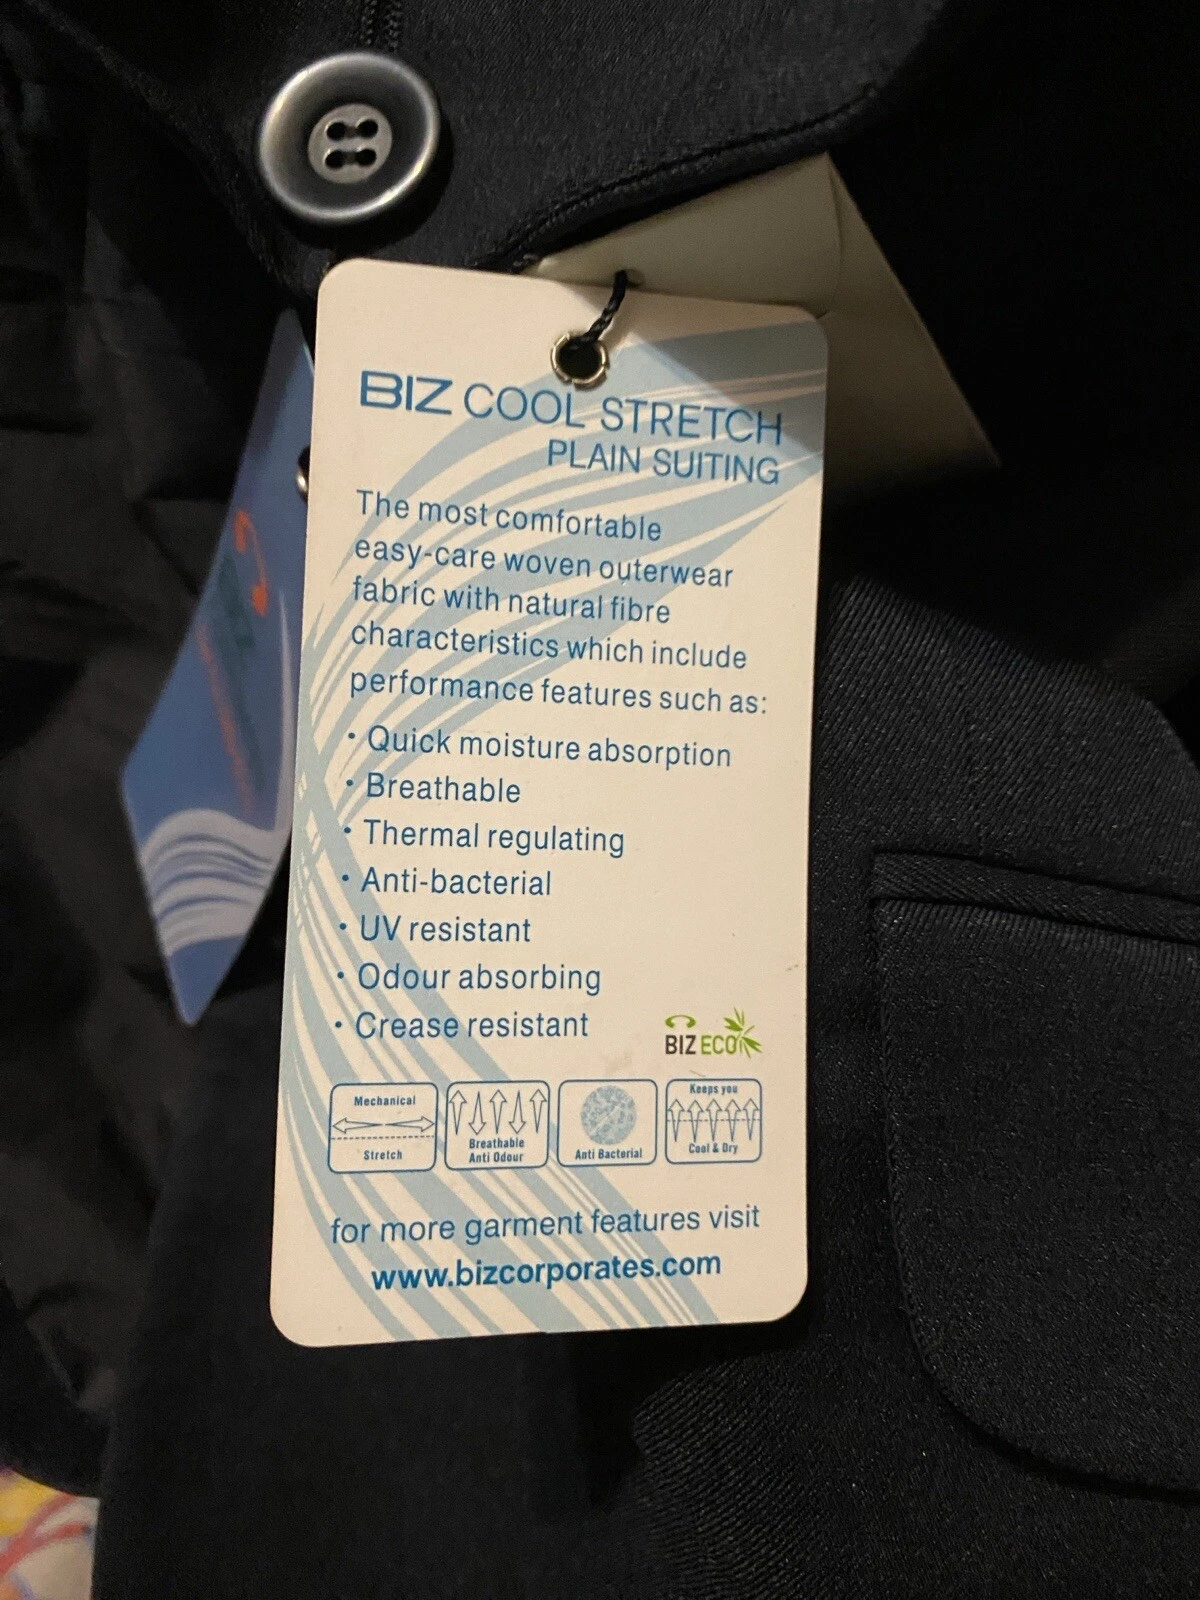 BIZ COOL STRETCH
PLAIN SUITING
The most comfortable
easy-care woven outerwear
fabric with natural fibre
characteristics which include
performance features such as:
• Quick moisture absorption
• Breathable
• Thermal regulating
• Anti-bacterial
• UV resistant
• Odour absorbing
• Crease resistant
BIZ ECO
Mechanical
Stretch
Breathable
Anti Odour
Anti Bacterial
Keeps you
Cool & Dry
for more garment features visit
www.bizcorporates.com